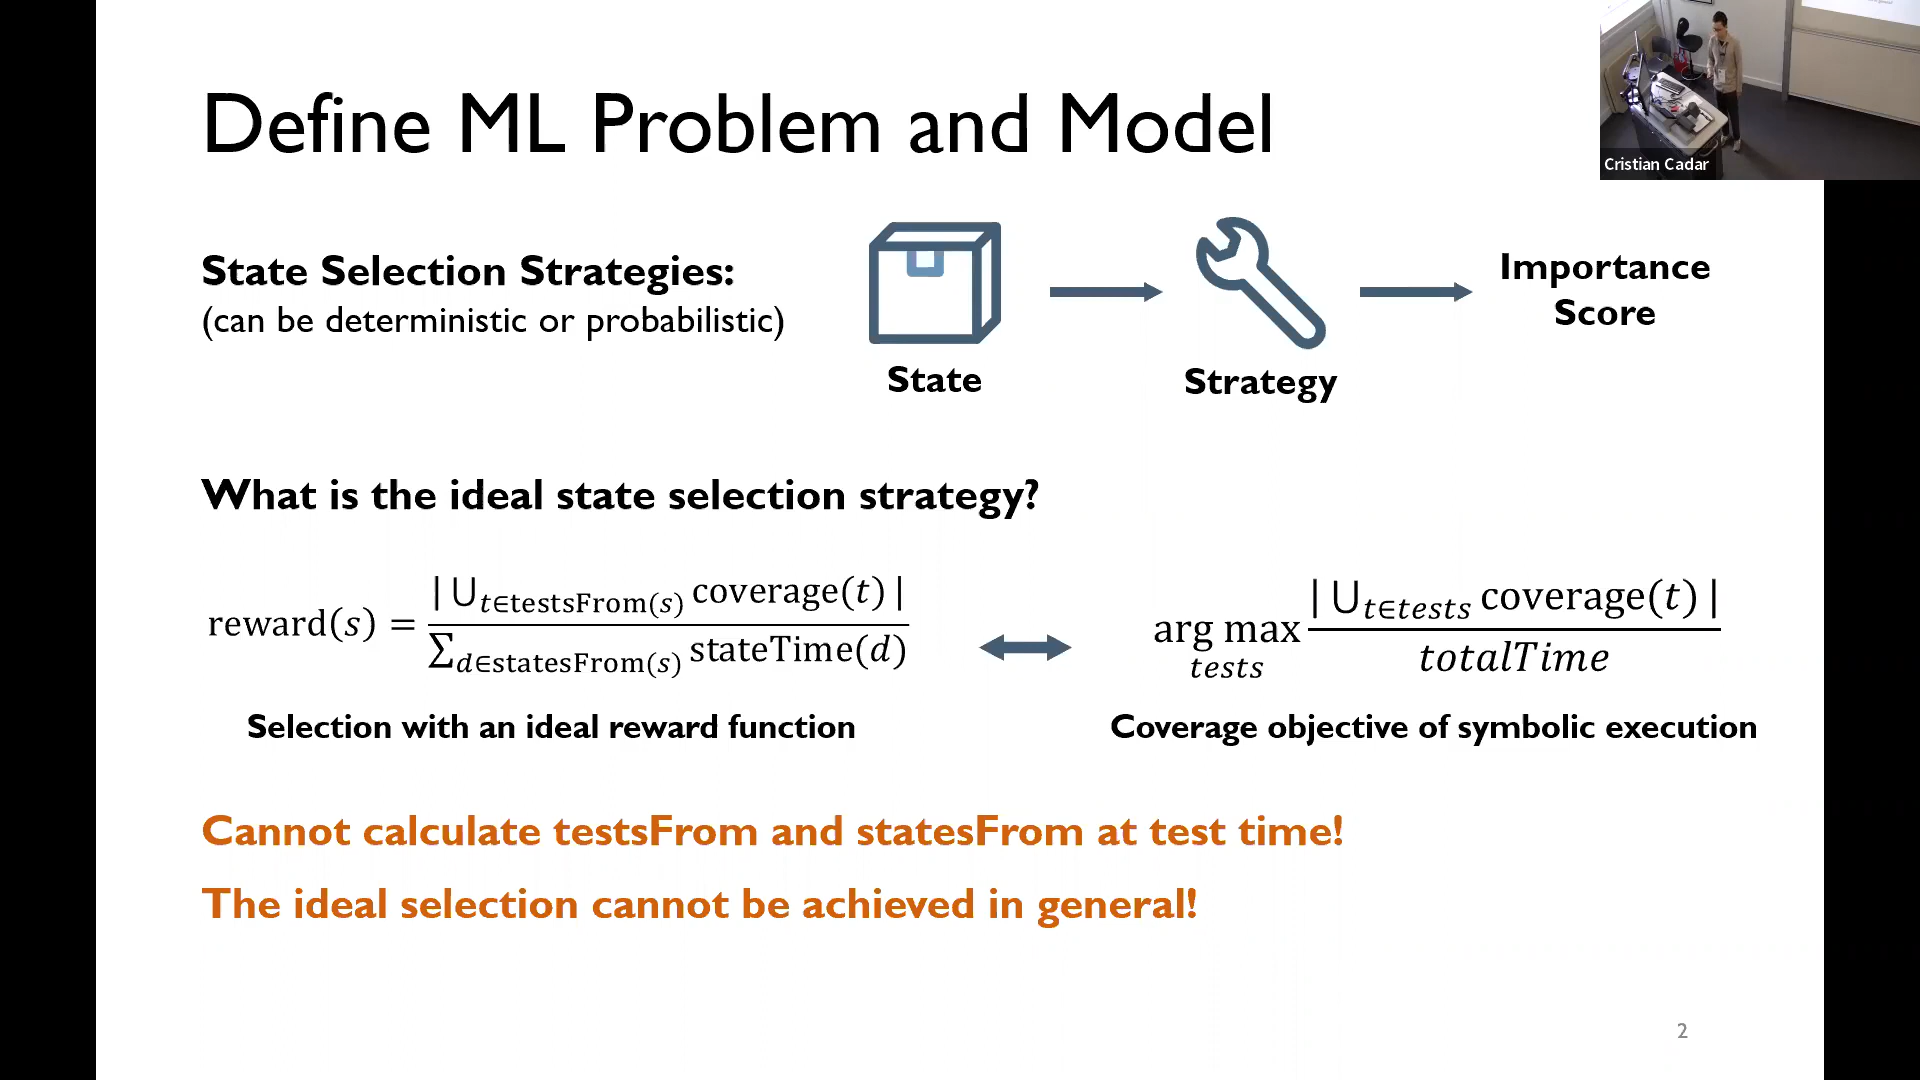 Define ML Problem and Model
Cristian Cadar
State Selection Strategies:
(can be deterministic or probabilistic)
State
Strategy
Importance
Score
What is the ideal state selection strategy?
reward(s) = | ⋃_{t∈testsFrom(s)} coverage(t) | / ∑_{d∈statesFrom(s)} stateTime(d)
arg max_{tests} | ⋃_{t∈tests} coverage(t) | / totalTime
Selection with an ideal reward function
Coverage objective of symbolic execution
Cannot calculate testsFrom and statesFrom at test time!
The ideal selection cannot be achieved in general!
2